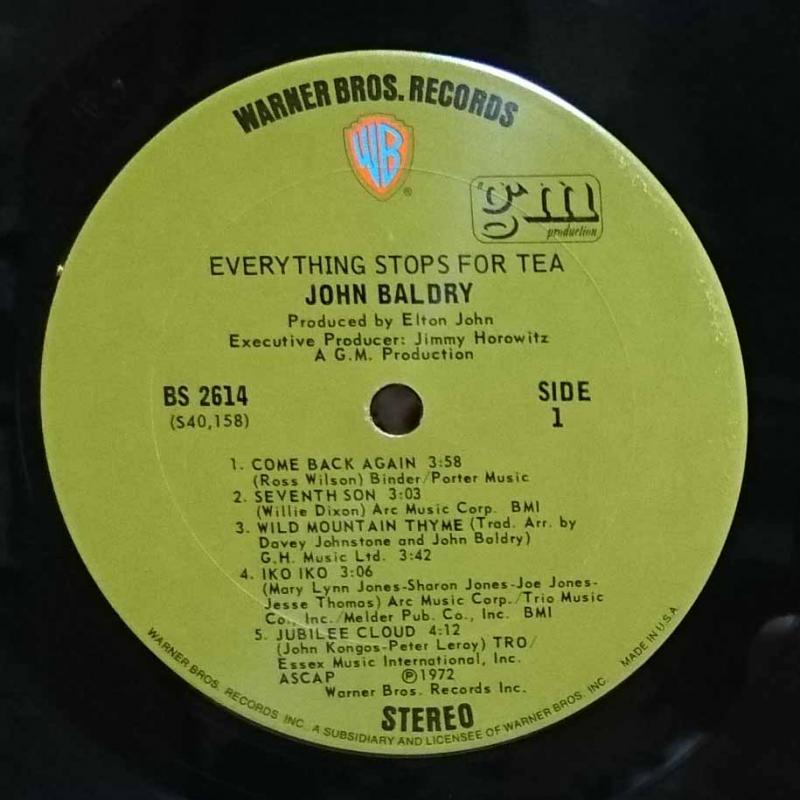 WARNER BROS. RECORDS
WB
®
gm
production
EVERYTHING STOPS FOR TEA
JOHN BALDRY
Produced by Elton John
Executive Producer: Jimmy Horowitz
A G.M. Production
BS 2614
(S40,158)
SIDE
1
1. COME BACK AGAIN 3:58
(Ross Wilson) Binder/Porter Music
2. SEVENTH SON 3:03
(Willie Dixon) Arc Music Corp. BMI
3. WILD MOUNTAIN THYME (Trad. Arr. by
Davey Johnstone and John Baldry)
G.H. Music Ltd. 3:42
4. IKO IKO 3:06
(Mary Lynn Jones-Sharon Jones-Joe Jones-
Jesse Thomas) Arc Music Corp./Trio Music
Co., Inc./Melder Pub. Co., Inc. BMI
5. JUBILEE CLOUD 4:12
(John Kongos-Peter Leroy) TRO/
Essex Music International, Inc.
ASCAP ℗1972
Warner Bros. Records Inc.
STEREO
WARNER BROS. RECORDS INC. A SUBSIDIARY AND LICENSEE OF WARNER BROS. INC. MADE IN U.S.A